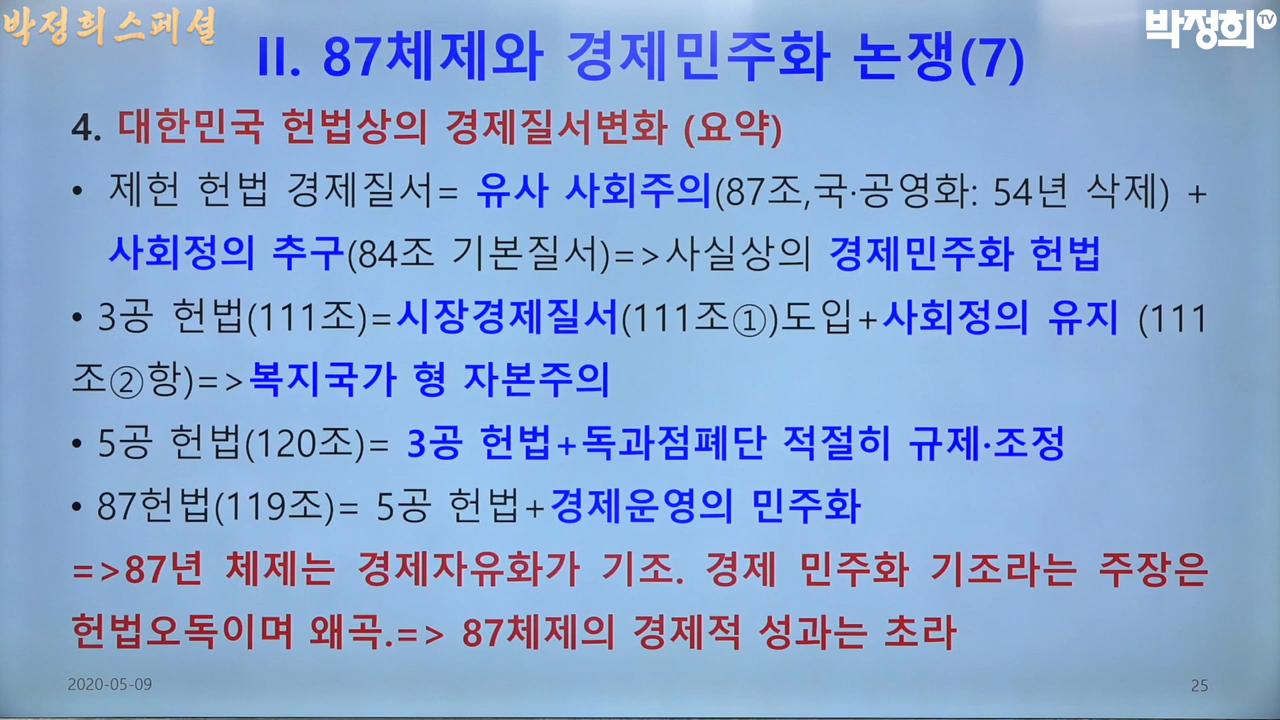 박정희스페셜
박정희TV
II. 87체제와 경제민주화 논쟁(7)
4. 대한민국 헌법상의 경제질서변화 (요약)
• 제헌 헌법 경제질서= 유사 사회주의(87조,국·공영화: 54년 삭제) +
사회정의 추구(84조 기본질서)=>사실상의 경제민주화 헌법
• 3공 헌법(111조)=시장경제질서(111조①)도입+사회정의 유지 (111
조②항)=>복지국가 형 자본주의
• 5공 헌법(120조)= 3공 헌법+독과점폐단 적절히 규제·조정
• 87헌법(119조)= 5공 헌법+경제운영의 민주화
=>87년 체제는 경제자유화가 기조. 경제 민주화 기조라는 주장은
헌법오독이며 왜곡.=> 87체제의 경제적 성과는 초라
2020-05-09
25